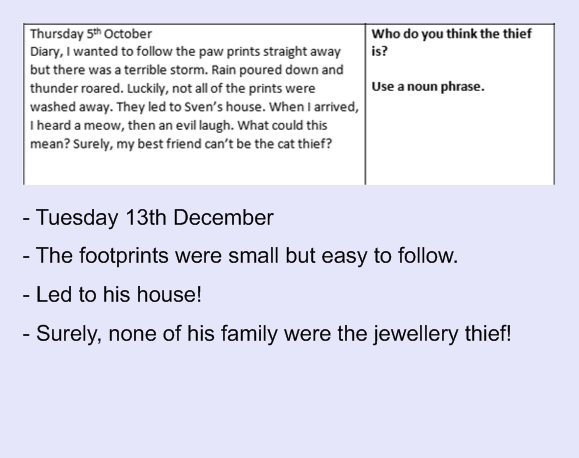 Thursday 5th October
Diary, I wanted to follow the paw prints straight away
but there was a terrible storm. Rain poured down and
thunder roared. Luckily, not all of the prints were
washed away. They led to Sven's house. When I arrived,
I heard a meow, then an evil laugh. What could this
mean? Surely, my best friend can't be the cat thief?
Who do you think the thief
is?
Use a noun phrase.
- Tuesday 13th December
- The footprints were small but easy to follow.
- Led to his house!
- Surely, none of his family were the jewellery thief!